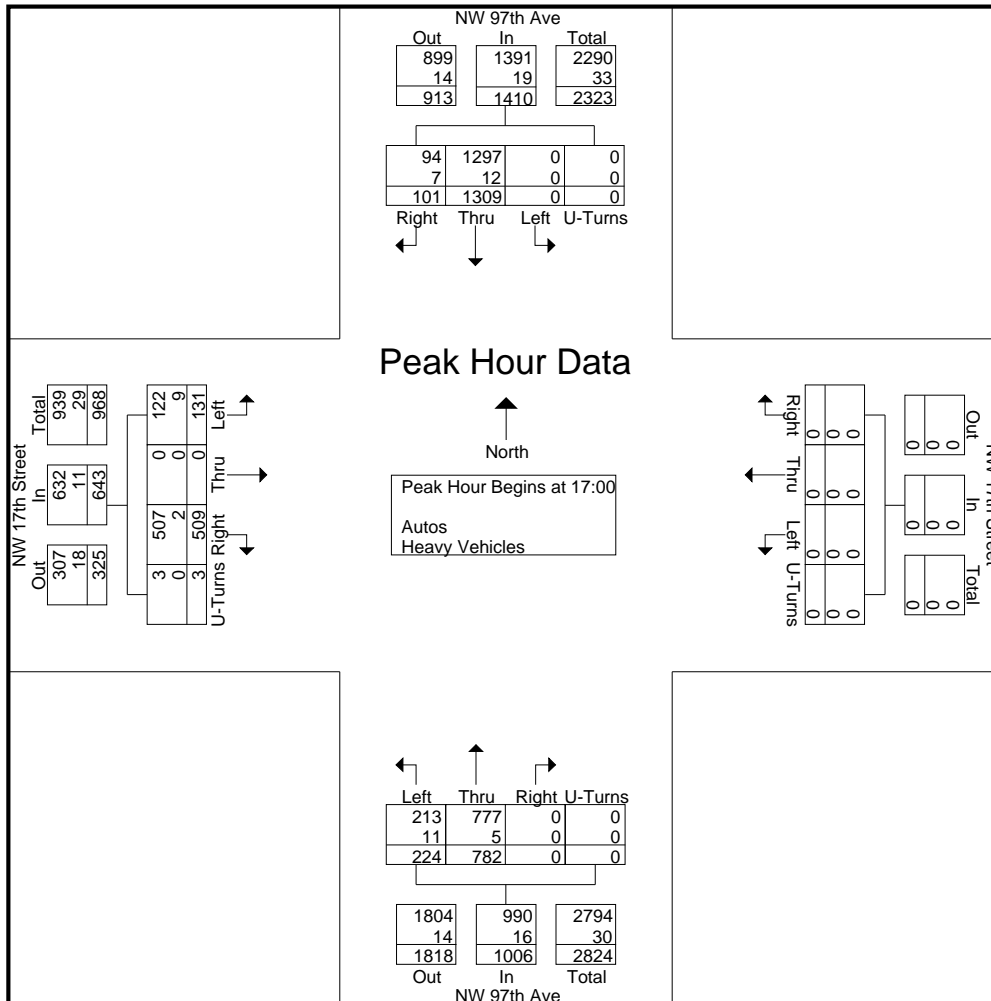 NW 97th Ave
Out In Total
899 1391 2290
14 19 33
913 1410 2323
94 1297 0 0
7 12 0 0
101 1309 0 0
Right Thru Left U-Turns
Peak Hour Data
North
Peak Hour Begins at 17:00
Autos
Heavy Vehicles
NW 17th Street
Total In Out
939 632 307
29 11 18
968 643 325
122 0 507 3
9 0 2 0
131 0 509 3
Left Thru Right U-Turns
Right Thru Left U-Turns
0 0 0 0
0 0 0 0
0 0 0 0
Out In Total
0 0 0
0 0 0
0 0 0
NW 17th Street
Left Thru Right U-Turns
213 777 0 0
11 5 0 0
224 782 0 0
1804 990 2794
14 16 30
1818 1006 2824
Out In Total
NW 97th Ave